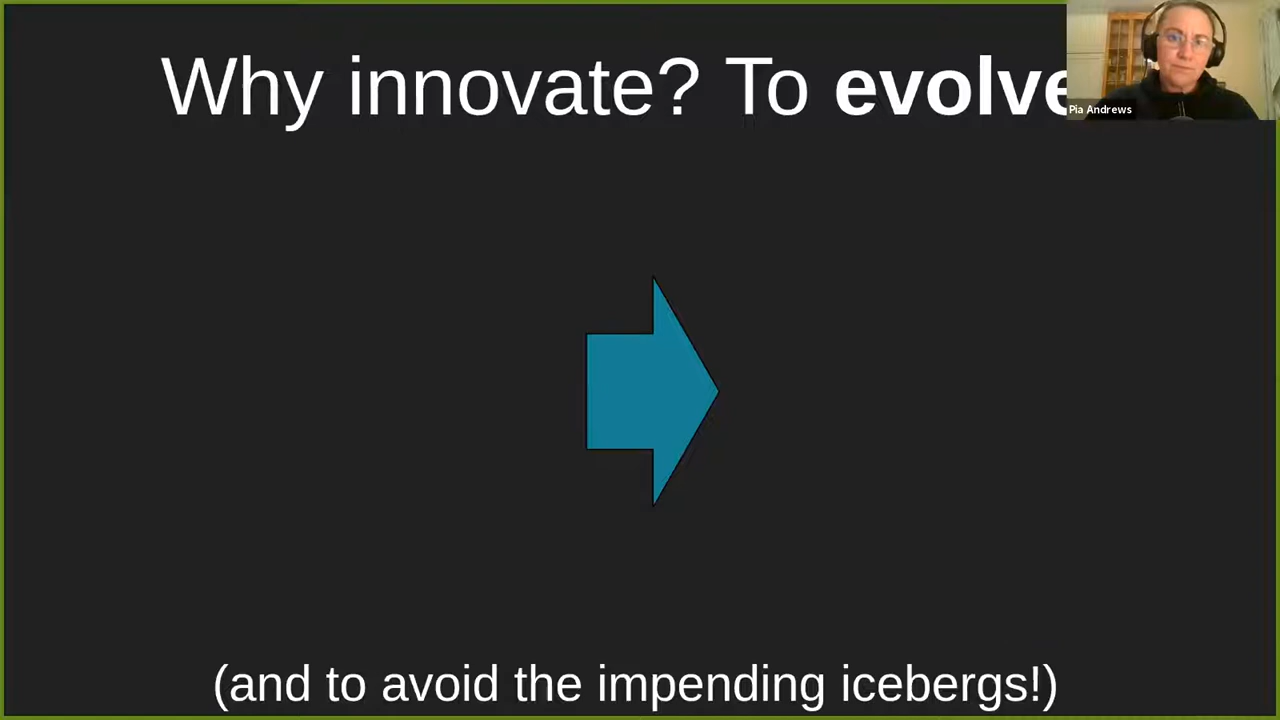 Why innovate? To evolve
Pia Andrews
(and to avoid the impending icebergs!)